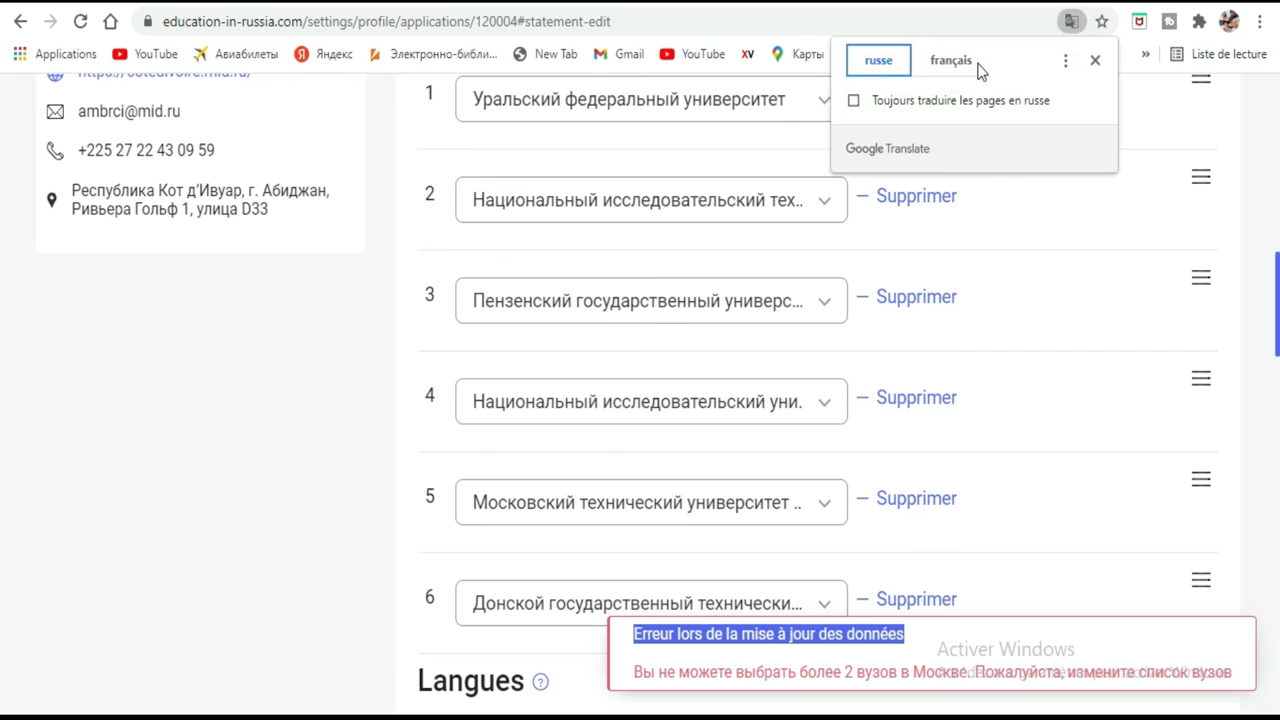 education-in-russia.com/settings/profile/applications/120004#statement-edit
Applications YouTube Авиабилеты Яндекс Электронно-библи... New Tab Gmail YouTube XV Карты » Liste de lecture
russe français
Toujours traduire les pages en russe
Google Translate
ambrci@mid.ru
+225 27 22 43 09 59
Республика Кот д'Ивуар, г. Абиджан,
Ривьера Гольф 1, улица D33
1 Уральский федеральный университет
2 Национальный исследовательский тех.. — Supprimer
3 Пензенский государственный универс... — Supprimer
4 Национальный исследовательский уни. — Supprimer
5 Московский технический университет .. — Supprimer
6 Донской государственный технически... — Supprimer
Erreur lors de la mise à jour des données
Activer Windows
Вы не можете выбрать более 2 вузов в Москве. Пожалуйста, измените список вузов
Langues ?